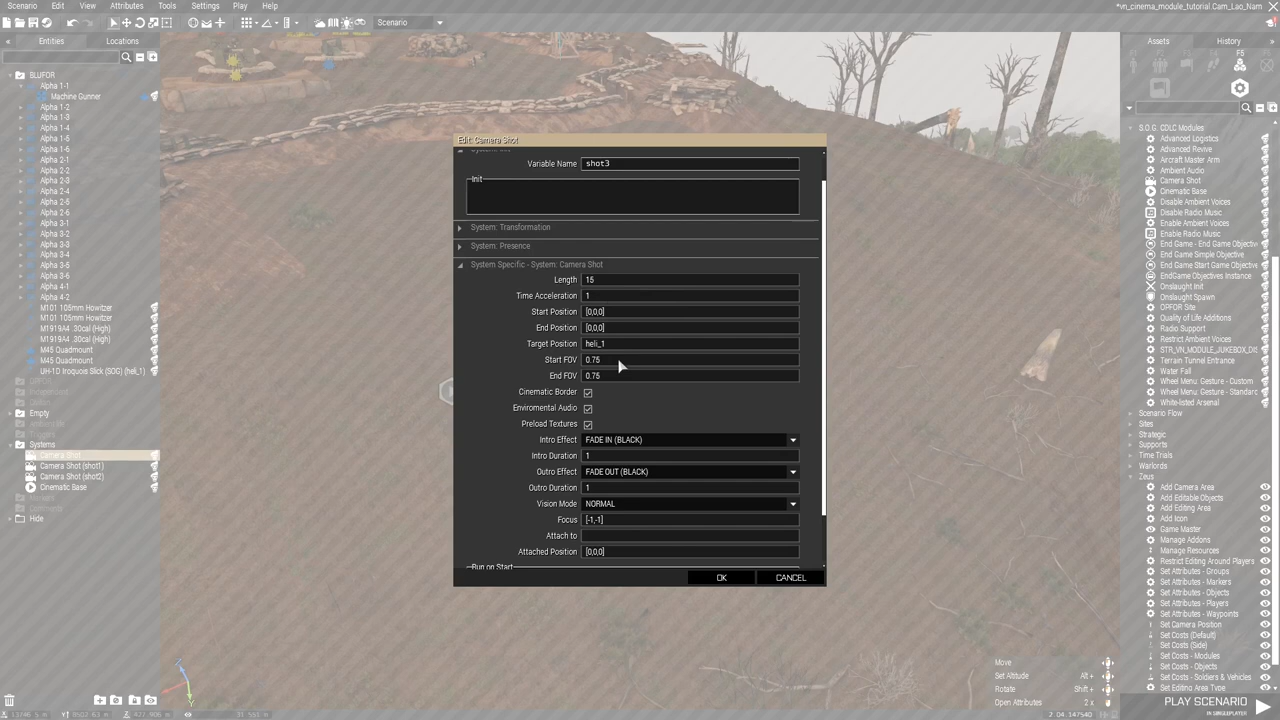 Scenario Edit View Attributes Tools Settings Play Help
*vn_cinema_module_tutorial.Cam_Lao_Nam
Scenario
Entities
Locations
BLUFOR
Alpha 1-1
Machine Gunner
Alpha 1-2
Alpha 1-3
Alpha 1-4
Alpha 1-5
Alpha 1-6
Alpha 2-1
Alpha 2-2
Alpha 2-3
Alpha 2-4
Alpha 2-5
Alpha 2-6
Alpha 3-1
Alpha 3-2
Alpha 3-3
Alpha 3-4
Alpha 3-5
Alpha 3-6
Alpha 4-1
Alpha 4-2
M101 105mm Howitzer
M101 105mm Howitzer
M1919A4 .30cal (High)
M1919A4 .30cal (High)
M45 Quadmount
M45 Quadmount
UH-1D Iroquois Slick (SOG) (heli_1)
Empty
Systems
Camera Shot
Camera Shot (shot1)
Camera Shot (shot2)
Cinematic Base
Hide
Edit: Camera Shot
Variable Name shot3
Init
System: Transformation
System: Presence
System Specific - System: Camera Shot
Length 15
Time Acceleration 1
Start Position [0,0,0]
End Position [0,0,0]
Target Position heli_1
Start FOV 0.75
End FOV 0.75
Cinematic Border
Enviromental Audio
Preload Textures
Intro Effect FADE IN (BLACK)
Intro Duration 1
Outro Effect FADE OUT (BLACK)
Outro Duration 1
Vision Mode NORMAL
Focus [-1,-1]
Attach to
Attached Position [0,0,0]
Run on Start
OK
CANCEL
Assets
History
F5
S.O.G. CDLC Modules
Advanced Logistics
Advanced Revive
Aircraft Master Arm
Ambient Audio
Camera Shot
Cinematic Base
Disable Ambient Voices
Disable Radio Music
Enable Ambient Voices
Enable Radio Music
End Game - End Game Objective
End Game Simple Objective
End Game Start Game Objective
EndGame Objectives Instance
Onslaught Init
Onslaught Spawn
OPFOR Site
Quality of Life Additions
Radio Support
Restrict Ambient Voices
STR_VN_MODULE_JUKEBOX_DIS
Terrain Tunnel Entrance
Water Fall
Wheel Menu: Gesture - Custom
Wheel Menu: Gesture - Standard
White-listed Arsenal
Scenario Flow
Sites
Strategic
Supports
Time Trials
Warlords
Zeus
Add Camera Area
Add Editable Objects
Add Editing Area
Add Icon
Game Master
Manage Addons
Manage Resources
Restrict Editing Around Players
Set Attributes - Groups
Set Attributes - Markers
Set Attributes - Objects
Set Attributes - Players
Set Attributes - Waypoints
Set Camera Position
Set Costs (Default)
Set Costs (Side)
Set Costs - Modules
Set Costs - Objects
Set Costs - Soldiers & Vehicles
Set Editing Area Type
Move
Set Altitude Alt +
Rotate Shift +
Open Attributes 2 x
PLAY SCENARIO
IN SINGLEPLAYER
2.04.147540